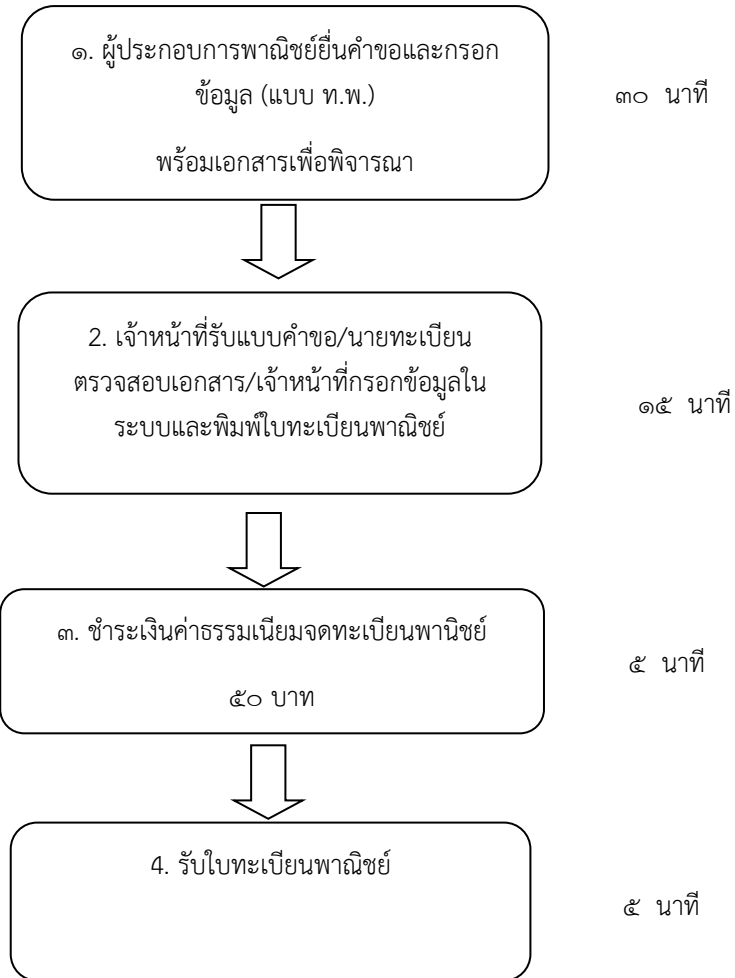 ๑. ผู้ประกอบการพาณิชย์ยื่นคำขอและกรอก
ข้อมูล (แบบ ท.พ.)
พร้อมเอกสารเพื่อพิจารณา
๓๐ นาที
2. เจ้าหน้าที่รับแบบคำขอ/นายทะเบียน
ตรวจสอบเอกสาร/เจ้าหน้าที่กรอกข้อมูลใน
ระบบและพิมพ์ใบทะเบียนพาณิชย์
๑๕ นาที
๓. ชำระเงินค่าธรรมเนียมจดทะเบียนพานิชย์
๕๐ บาท
๕ นาที
4. รับใบทะเบียนพาณิชย์
๕ นาที